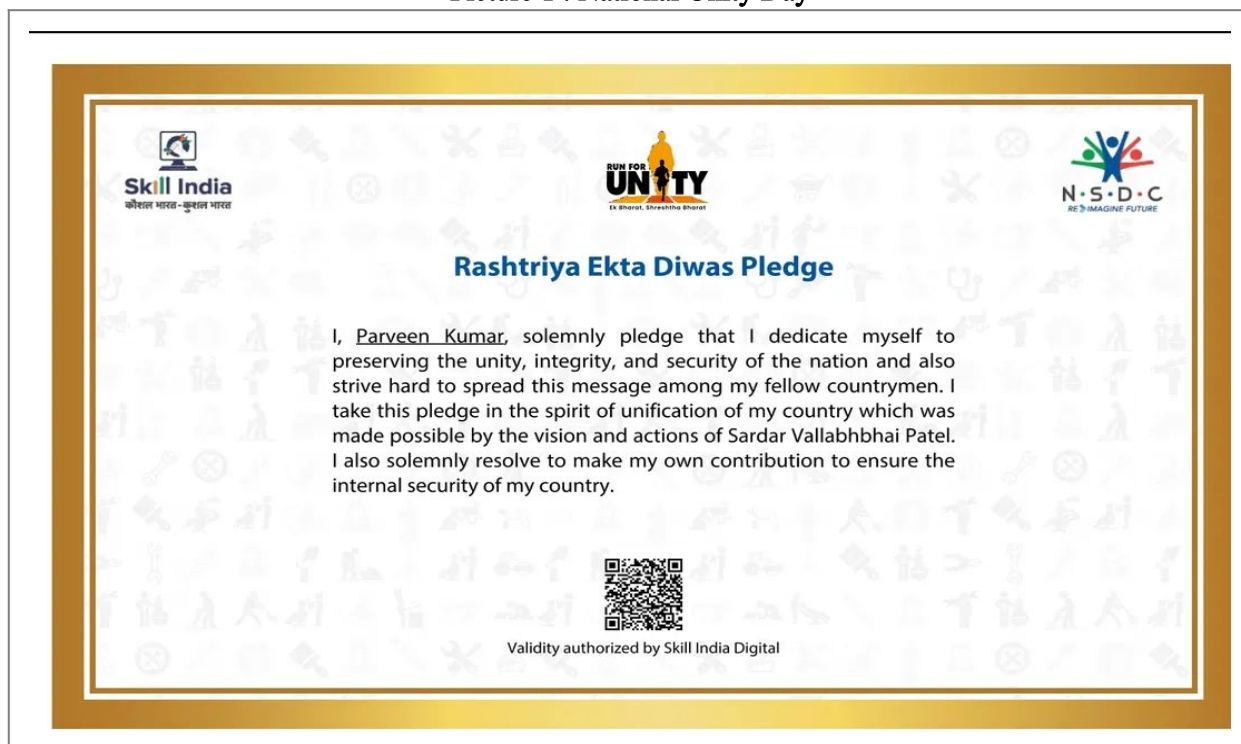 Skill India
कौशल भारत-कुशल भारत
RUN FOR
UNITY
Ek Bharat, Shreshtha Bharat
N·S·D·C
RE IMAGINE FUTURE
Rashtriya Ekta Diwas Pledge
I, Parveen Kumar, solemnly pledge that I dedicate myself to
preserving the unity, integrity, and security of the nation and also
strive hard to spread this message among my fellow countrymen. I
take this pledge in the spirit of unification of my country which was
made possible by the vision and actions of Sardar Vallabhbhai Patel.
I also solemnly resolve to make my own contribution to ensure the
internal security of my country.
Validity authorized by Skill India Digital